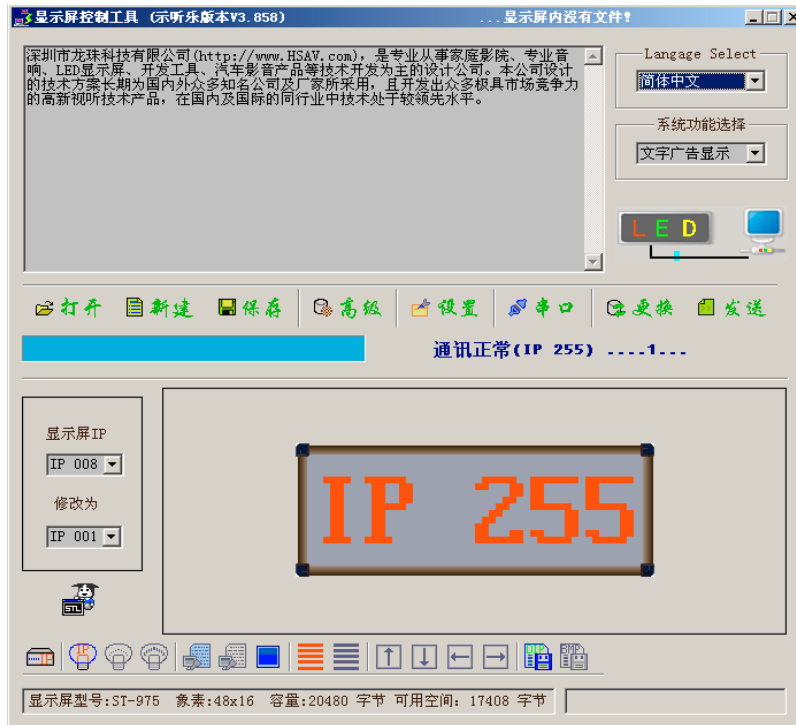 显示屏控制工具 (示听乐版本V3.858) ...显示屏内没有文件!
深圳市龙珠科技有限公司(http://www.HSAV.com), 是专业从事家庭影院、专业音
响、LED显示屏、开发工具、汽车影音产品等技术开发为主的设计公司。本公司设计
的技术方案长期为国内外众多知名公司及厂家所采用, 且开发出众多极具市场竞争力
的高新视听技术产品, 在国内及国际的同行业中技术处于较领先水平。
Langage Select
简体中文
系统功能选择
文字广告显示
LED
打开 新建 保存 高级 设置 串口 更换 发送
通讯正常(IP 255) ....1...
显示屏IP
IP 008
修改为
IP 001
IP 255
STL
IP
DIP BMP
显示屏型号:ST-975 象素:48x16 容量:20480 字节 可用空间: 17408 字节